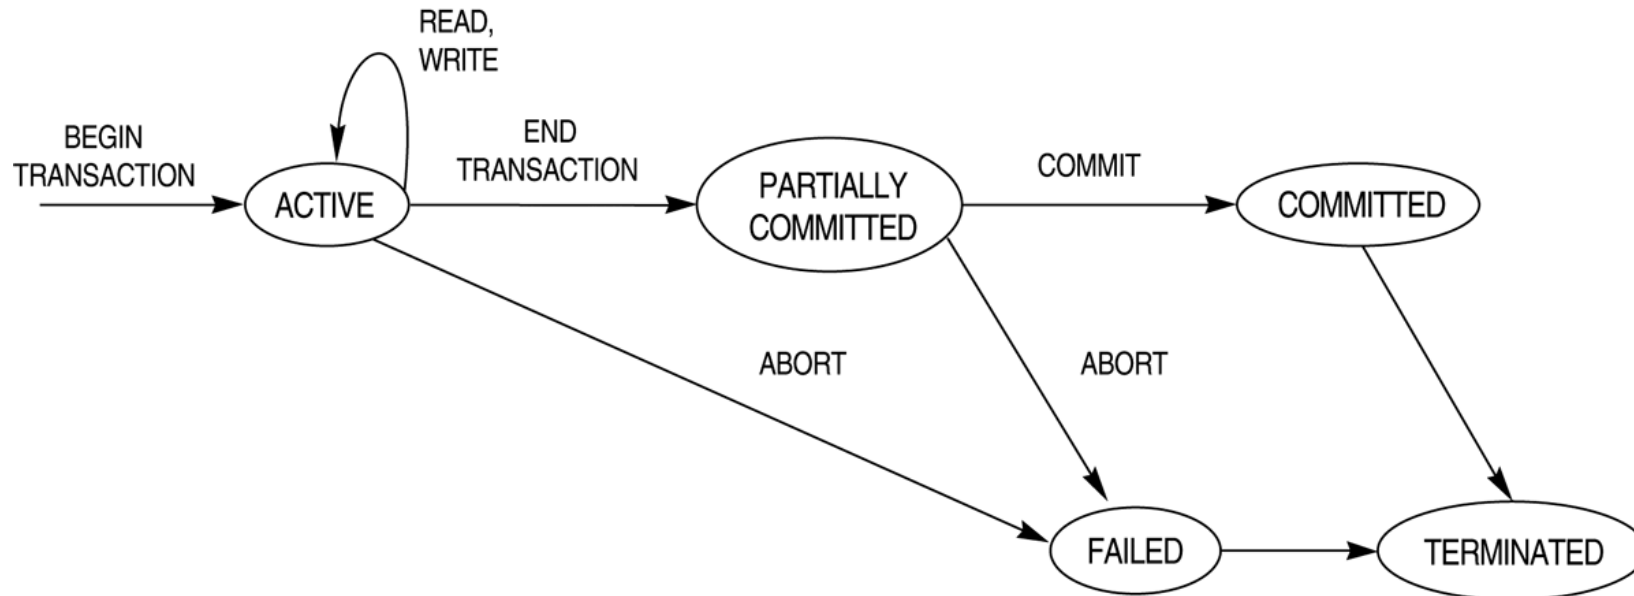 READ,
WRITE
BEGIN
TRANSACTION
END
TRANSACTION
COMMIT
ACTIVE
PARTIALLY
COMMITTED
COMMITTED
ABORT
ABORT
FAILED
TERMINATED